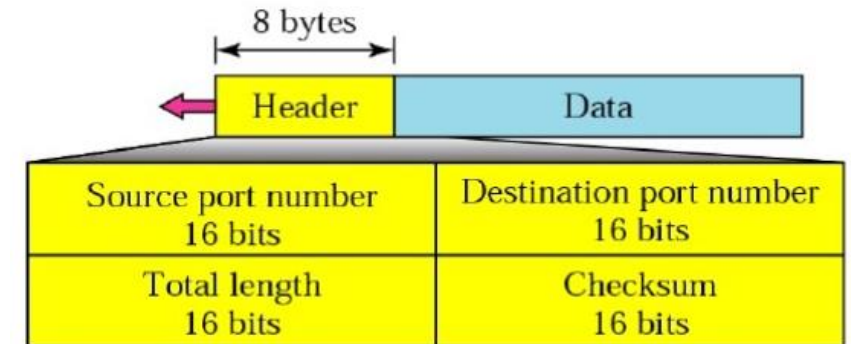 8 bytes
Header
Data
Source port number
16 bits
Destination port number
16 bits
Total length
16 bits
Checksum
16 bits